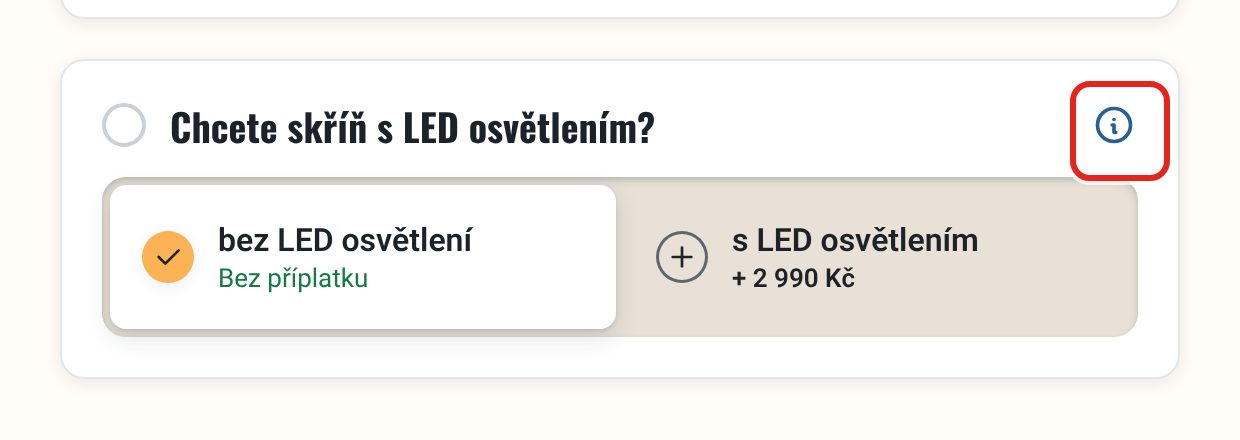 Chcete skříň s LED osvětlením?
bez LED osvětlení
Bez příplatku
s LED osvětlením
+ 2 990 Kč